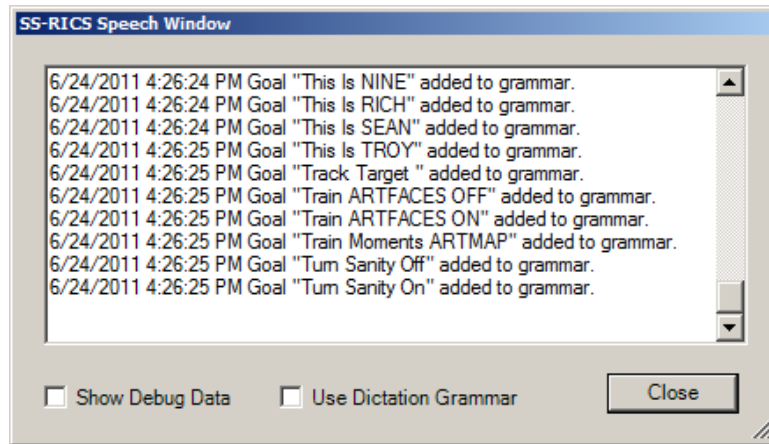 SS-RICS Speech Window
6/24/2011 4:26:24 PM Goal "This Is NINE" added to grammar.
6/24/2011 4:26:24 PM Goal "This Is RICH" added to grammar.
6/24/2011 4:26:24 PM Goal "This Is SEAN" added to grammar.
6/24/2011 4:26:25 PM Goal "This Is TROY" added to grammar.
6/24/2011 4:26:25 PM Goal "Track Target " added to grammar.
6/24/2011 4:26:25 PM Goal "Train ARTFACES OFF" added to grammar.
6/24/2011 4:26:25 PM Goal "Train ARTFACES ON" added to grammar.
6/24/2011 4:26:25 PM Goal "Train Moments ARTMAP" added to grammar.
6/24/2011 4:26:25 PM Goal "Turn Sanity Off" added to grammar.
6/24/2011 4:26:25 PM Goal "Turn Sanity On" added to grammar.
Show Debug Data Use Dictation Grammar Close